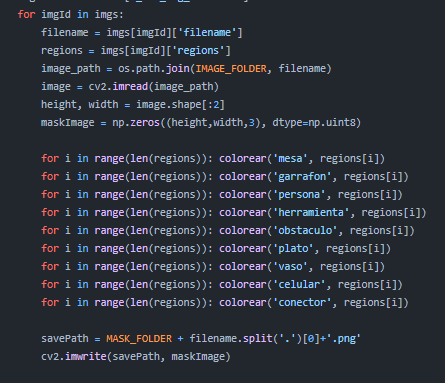 for imgId in imgs:
filename = imgs[imgId]['filename']
regions = imgs[imgId]['regions']
image_path = os.path.join(IMAGE_FOLDER, filename)
image = cv2.imread(image_path)
height, width = image.shape[:2]
maskImage = np.zeros((height,width,3), dtype=np.uint8)
for i in range(len(regions)): colorear('mesa', regions[i])
for i in range(len(regions)): colorear('garrafon', regions[i])
for i in range(len(regions)): colorear('persona', regions[i])
for i in range(len(regions)): colorear('herramienta', regions[i])
for i in range(len(regions)): colorear('obstaculo', regions[i])
for i in range(len(regions)): colorear('plato', regions[i])
for i in range(len(regions)): colorear('vaso', regions[i])
for i in range(len(regions)): colorear('celular', regions[i])
for i in range(len(regions)): colorear('conector', regions[i])
savePath = MASK_FOLDER + filename.split('.')[0]+'.png'
cv2.imwrite(savePath, maskImage)